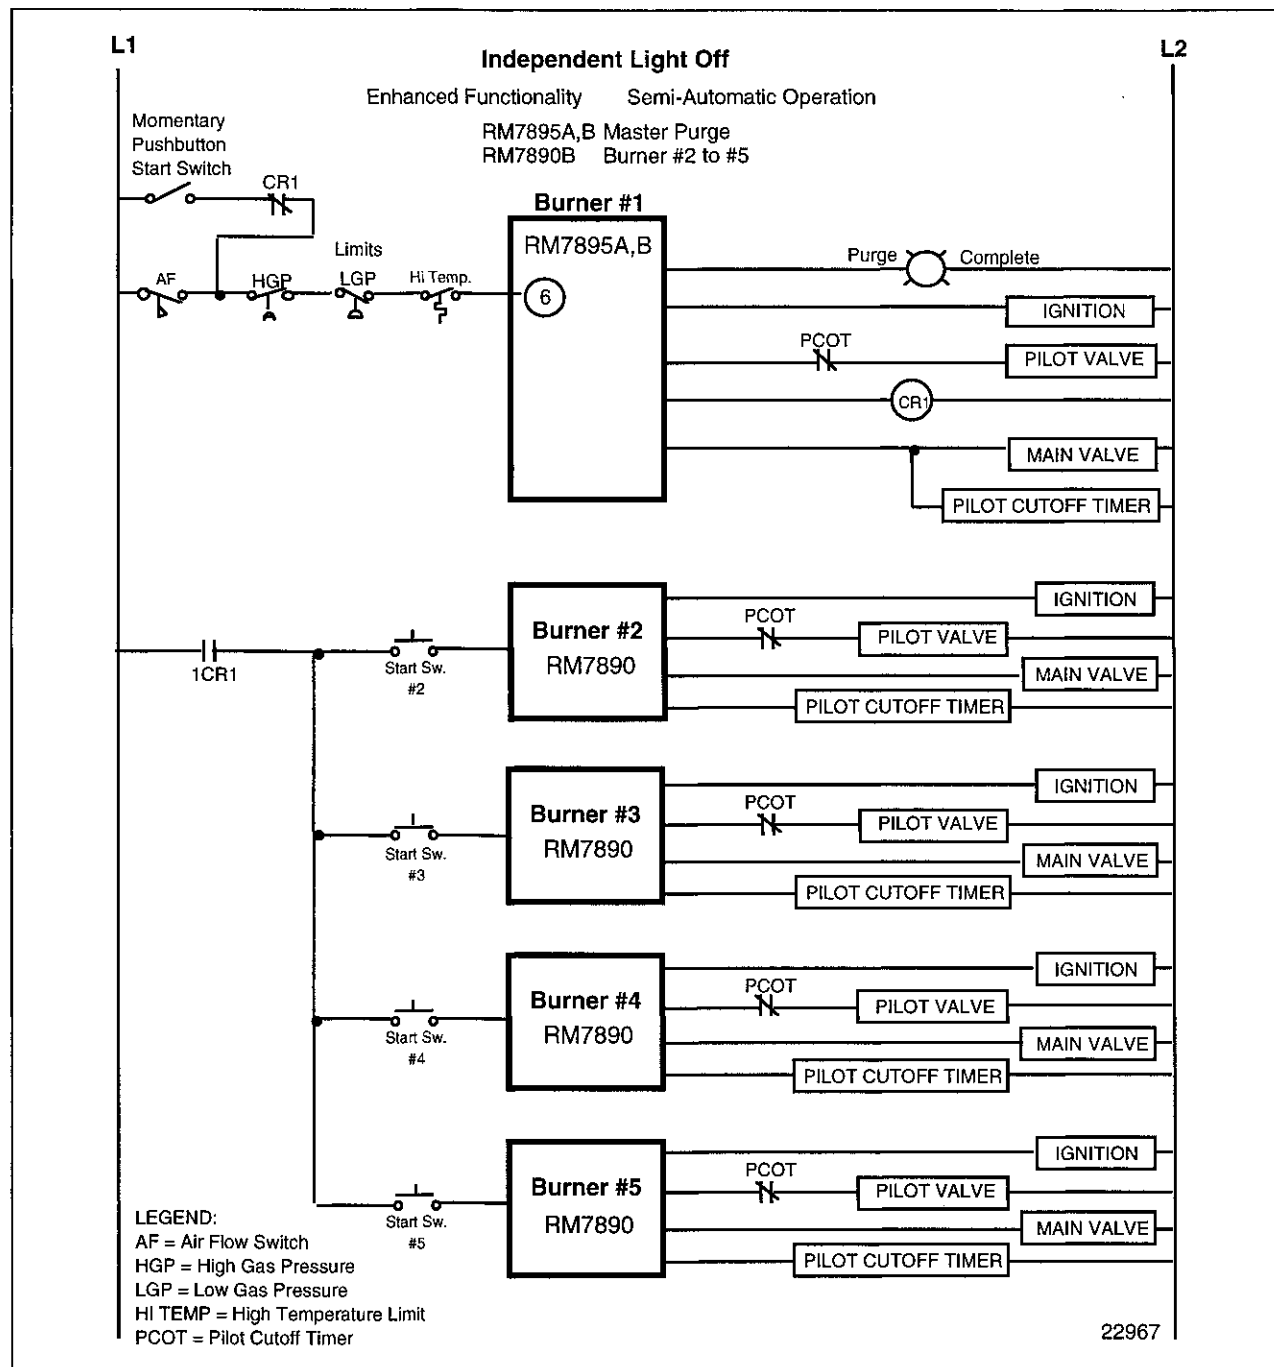 L1
L2
Independent Light Off
Enhanced Functionality Semi-Automatic Operation
RM7895A,B Master Purge
RM7890B Burner #2 to #5
Momentary
Pushbutton
Start Switch
CR1
Burner #1
RM7895A,B
6
Limits
AF
HGP
LGP
Hi Temp.
Purge Complete
IGNITION
PCOT
PILOT VALVE
CR1
MAIN VALVE
PILOT CUTOFF TIMER
1CR1
Start Sw.
#2
Burner #2
RM7890
IGNITION
PCOT
PILOT VALVE
MAIN VALVE
PILOT CUTOFF TIMER
Start Sw.
#3
Burner #3
RM7890
IGNITION
PCOT
PILOT VALVE
MAIN VALVE
PILOT CUTOFF TIMER
Start Sw.
#4
Burner #4
RM7890
IGNITION
PCOT
PILOT VALVE
MAIN VALVE
PILOT CUTOFF TIMER
Start Sw.
#5
Burner #5
RM7890
IGNITION
PCOT
PILOT VALVE
MAIN VALVE
PILOT CUTOFF TIMER
LEGEND:
AF = Air Flow Switch
HGP = High Gas Pressure
LGP = Low Gas Pressure
HI TEMP = High Temperature Limit
PCOT = Pilot Cutoff Timer
22967